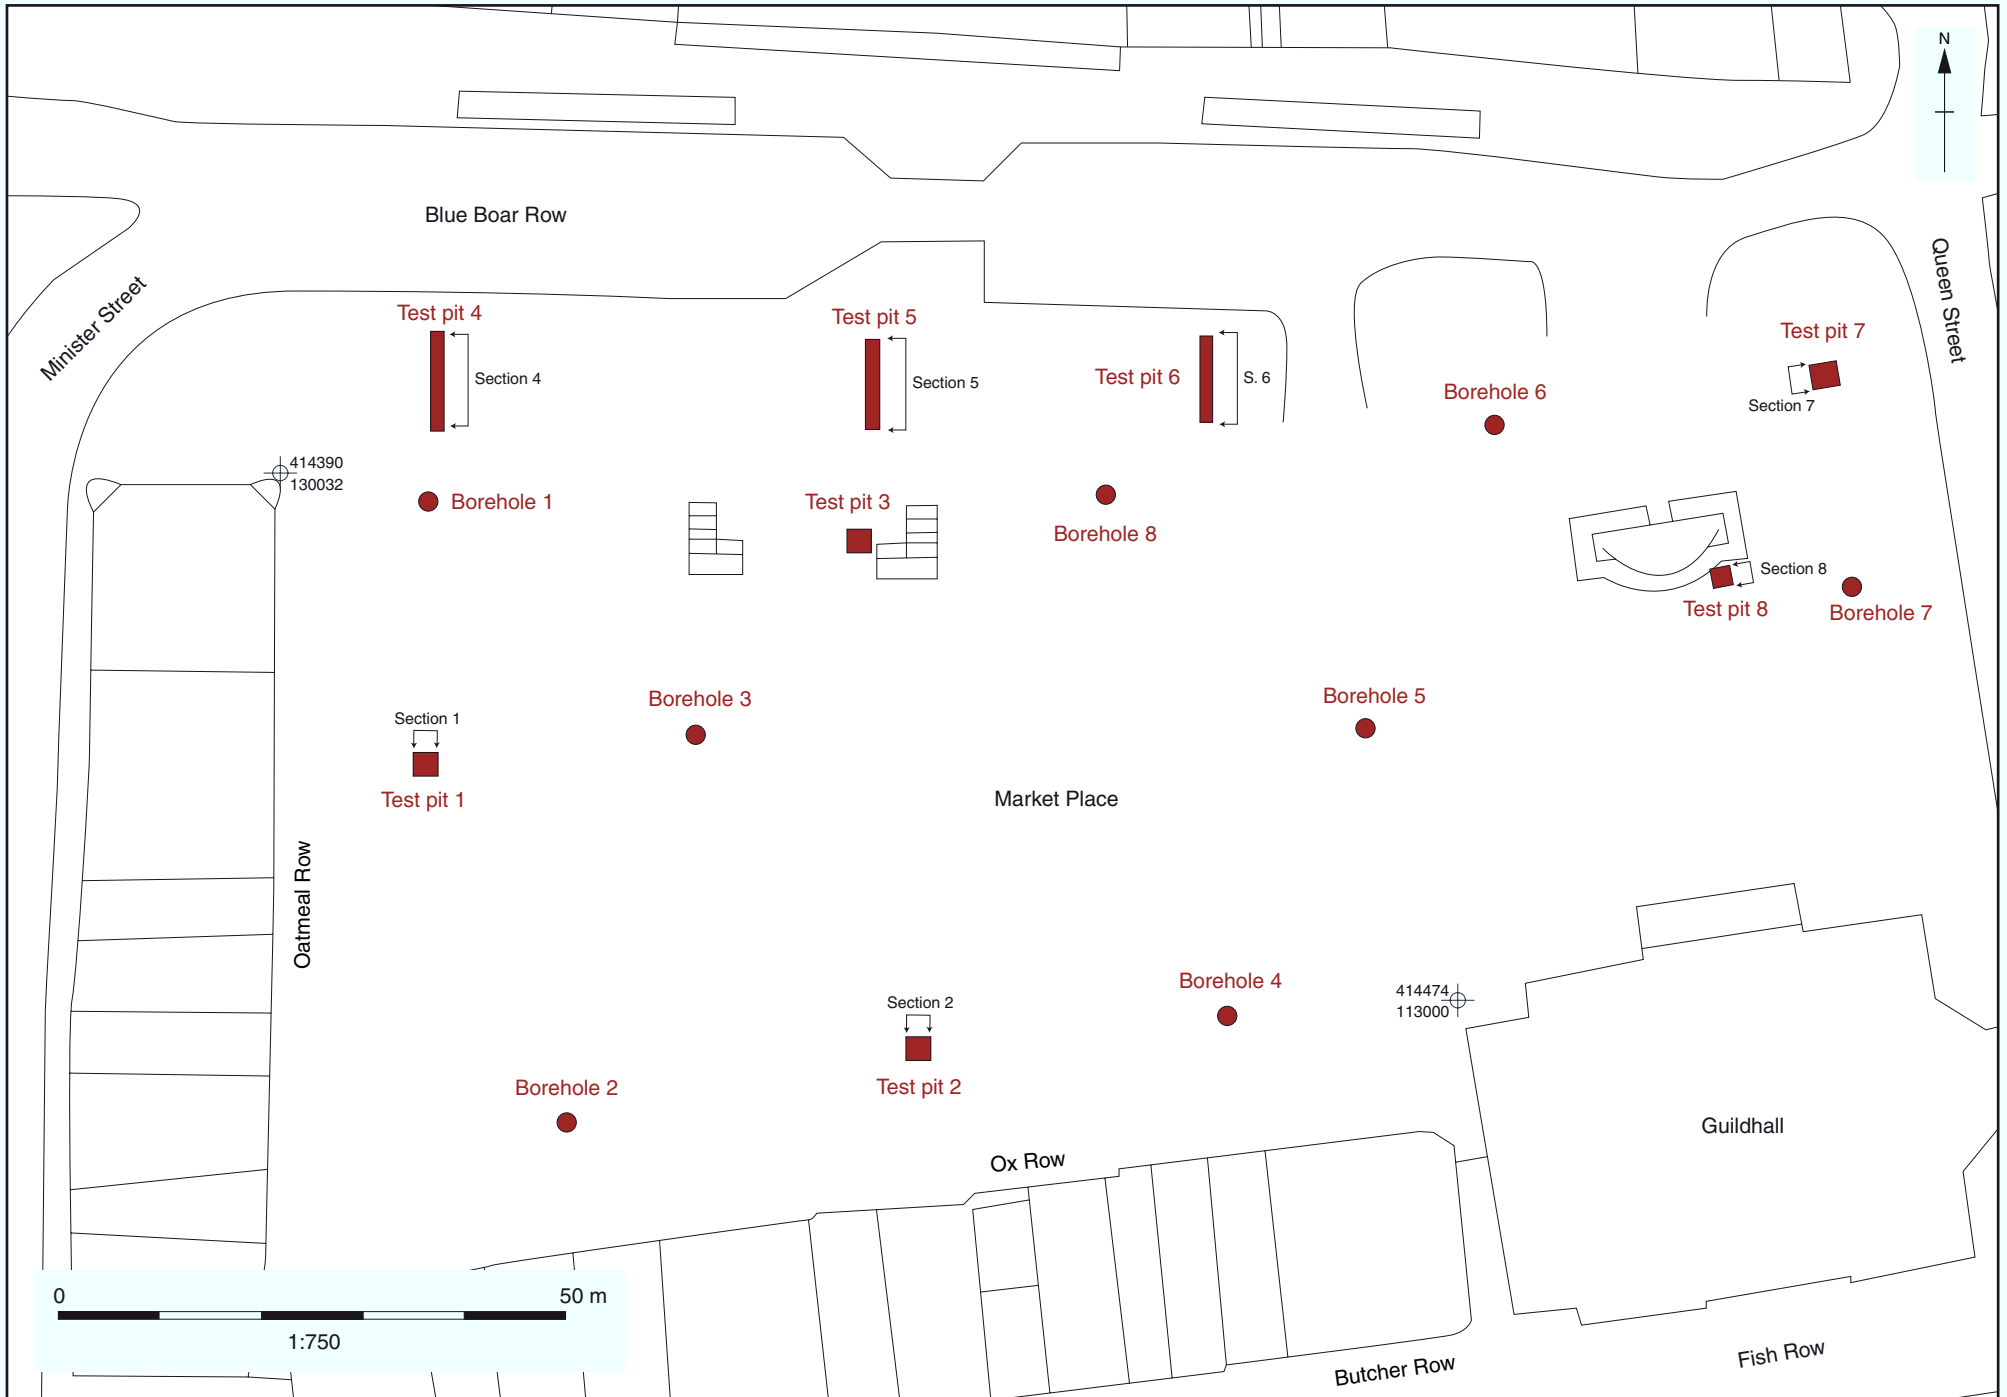 N
Blue Boar Row
Minister Street
Queen Street
Test pit 4
Section 4
Test pit 5
Section 5
Test pit 6
S. 6
Borehole 6
Test pit 7
Section 7
414390
130032
Borehole 1
Test pit 3
Borehole 8
Section 8
Test pit 8
Borehole 7
Section 1
Test pit 1
Borehole 3
Borehole 5
Market Place
Oatmeal Row
Section 2
Test pit 2
Borehole 4
414474
113000
Borehole 2
Ox Row
Guildhall
0 50 m
1:750
Butcher Row
Fish Row